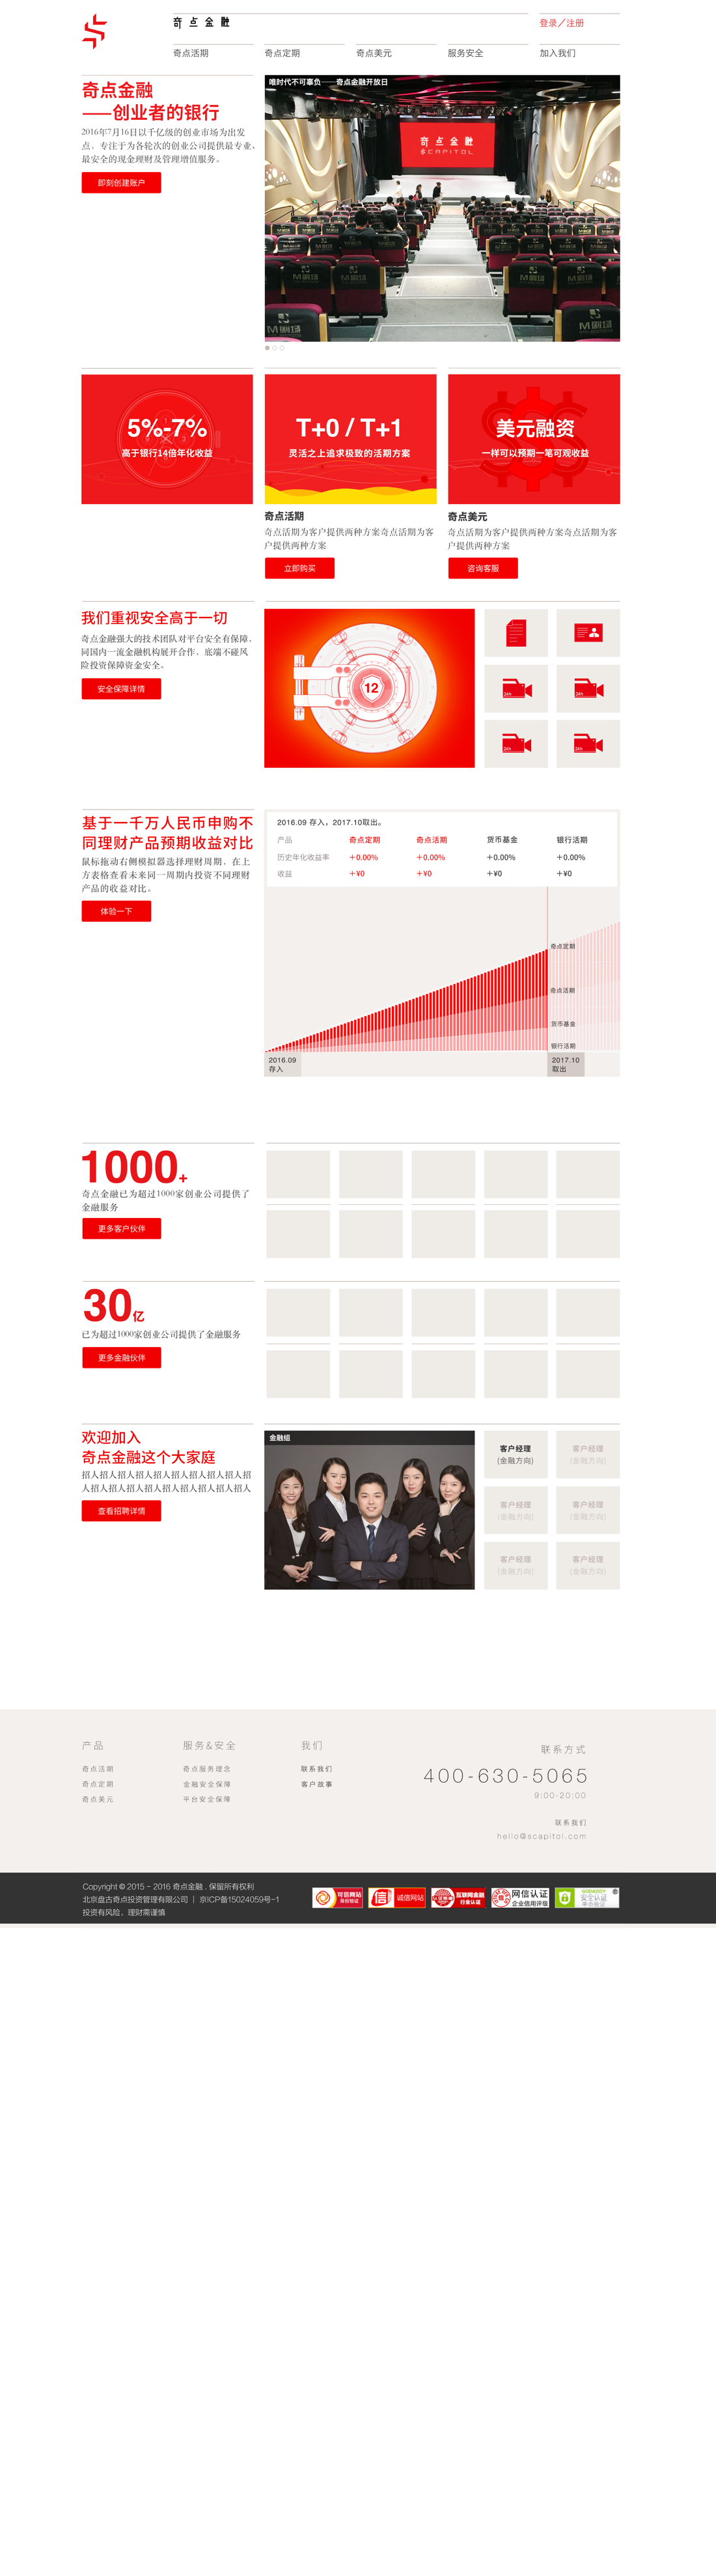 奇点金融
登录／注册
奇点活期
奇点定期
奇点美元
服务安全
加入我们
奇点金融
——创业者的银行
2016年7月16日以千亿级的创业市场为出发
点，专注于为各轮次的创业公司提供最专业、
最安全的现金理财及管理增值服务。
即刻创建账户
唯时代不可辜负——奇点金融开放日
奇点金融
SCAPITOL
M剧场
5%-7%
高于银行14倍年化收益
T+0 / T+1
灵活之上追求极致的活期方案
美元融资
一样可以预期一笔可观收益
奇点活期
奇点活期为客户提供两种方案奇点活期为客
户提供两种方案
立即购买
奇点美元
奇点活期为客户提供两种方案奇点活期为客
户提供两种方案
咨询客服
我们重视安全高于一切
奇点金融强大的技术团队对平台安全有保障，
同国内一流金融机构展开合作，底端不碰风
险投资保障资金安全。
安全保障详情
12
24h
24h
24h
24h
基于一千万人民币申购不
同理财产品预期收益对比
鼠标拖动右侧模拟器选择理财周期，在上
方表格查看未来同一周期内投资不同理财
产品的收益对比。
体验一下
2016.09 存入，2017.10取出。
产品 奇点定期 奇点活期 货币基金 银行活期
历史年化收益率 +0.00% +0.00% +0.00% +0.00%
收益 +¥0 +¥0 +¥0 +¥0
奇点定期
奇点活期
货币基金
银行活期
2016.09
存入
2017.10
取出
1000+
奇点金融已为超过1000家创业公司提供了
金融服务
更多客户伙伴
30亿
已为超过1000家创业公司提供了金融服务
更多金融伙伴
欢迎加入
奇点金融这个大家庭
招人招人招人招人招人招人招人招人招人招
人招人招人招人招人招人招人招人招人招人
查看招聘详情
金融组
客户经理
(金融方向)
客户经理
(金融方向)
客户经理
(金融方向)
客户经理
(金融方向)
客户经理
(金融方向)
客户经理
(金融方向)
产品
奇点活期
奇点定期
奇点美元
服务&安全
奇点服务理念
金融安全保障
平台安全保障
我们
联系我们
客户故事
联系方式
400-630-5065
9:00-20:00
联系我们
hello@scapitol.com
Copyright © 2015 - 2016 奇点金融 . 保留所有权利
北京盘古奇点投资管理有限公司 | 京ICP备15024059号-1
投资有风险，理财需谨慎
可信网站
身份验证
信
诚信网站
互联网金融
行业认证
网信认证
企业信用评级
GODADDY
安全认证